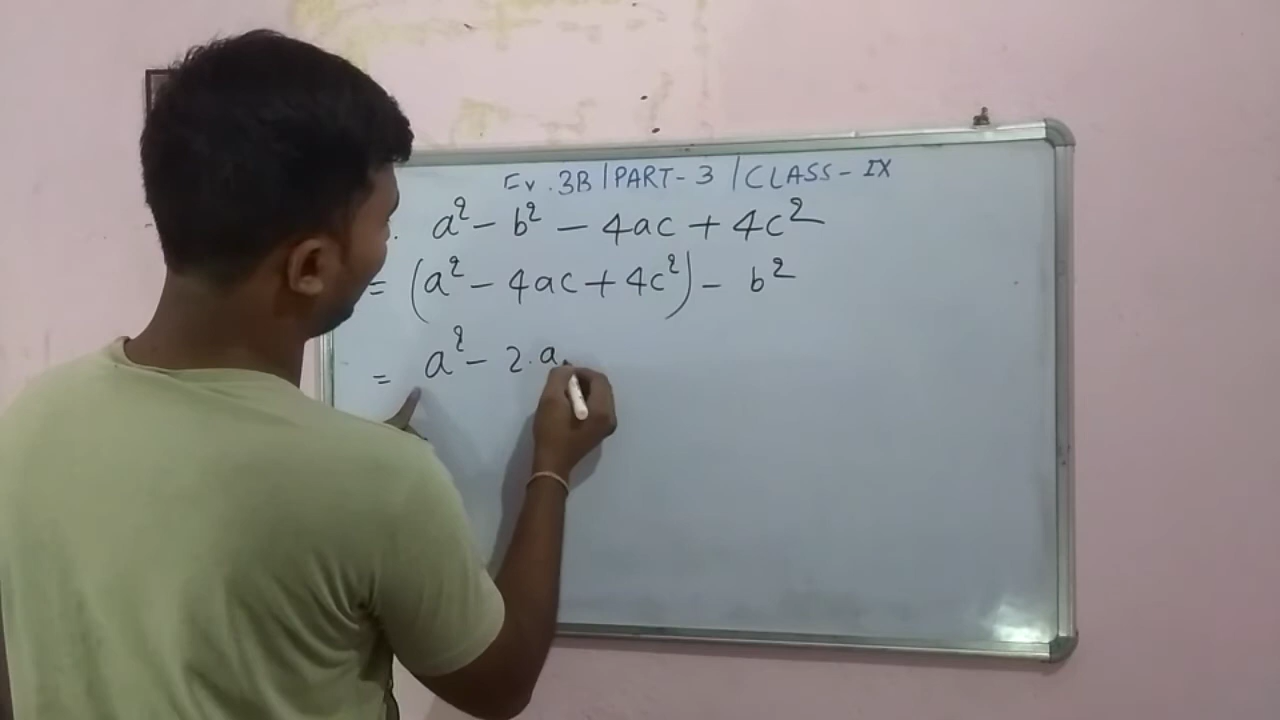 Ex. 3B | PART - 3 | CLASS - IX
a² - b² - 4ac + 4c²
= (a² - 4ac + 4c²) - b²
= a² - 2.a.